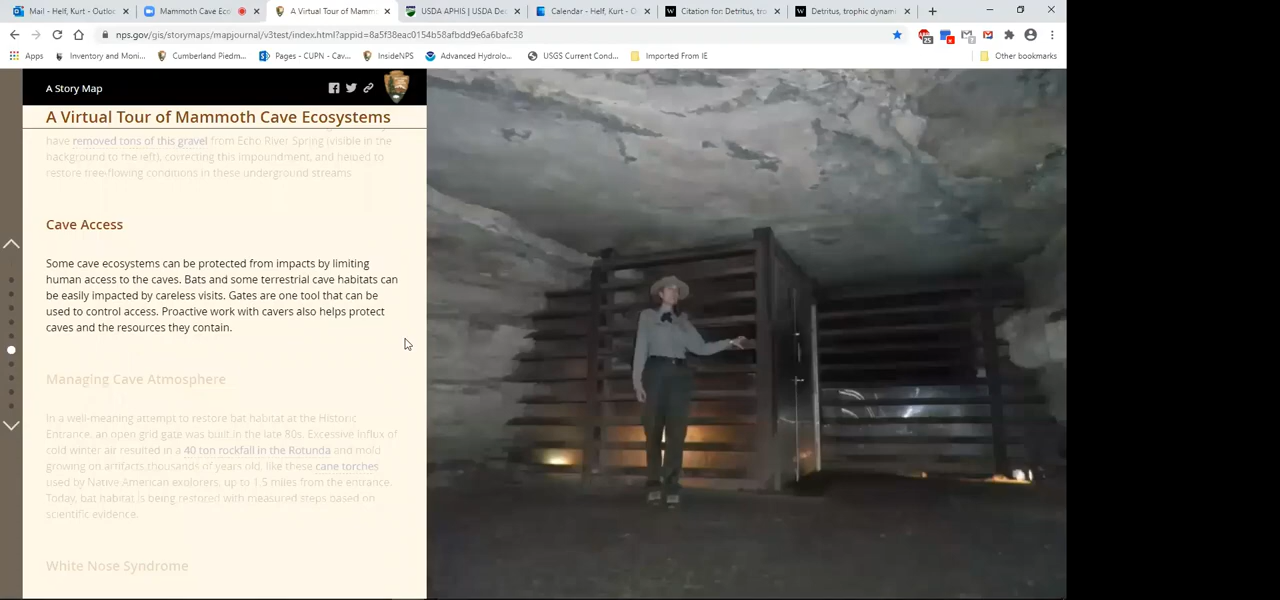 Mail - Helf, Kurt - Outloo
Mammoth Cave Eco
A Virtual Tour of Mamm
USDA APHIS | USDA De
Calendar - Helf, Kurt - O
Citation for: Detritus, tro
Detritus, trophic dynami
nps.gov/gis/storymaps/mapjournal/v3test/index.html?appid=8a5f38eac0154b58afbdd9e6a6bafc38
25
Apps
Inventory and Moni...
Cumberland Piedm...
Pages - CUPN - Cav...
InsideNPS
Advanced Hydrolo...
USGS Current Cond...
Imported From IE
Other bookmarks
A Story Map
A Virtual Tour of Mammoth Cave Ecosystems
have removed tons of this gravel from Echo River Spring (visible in the
background to the left), correcting this impoundment, and helped to
restore free-flowing conditions in these underground streams
Cave Access
Some cave ecosystems can be protected from impacts by limiting
human access to the caves. Bats and some terrestrial cave habitats can
be easily impacted by careless visits. Gates are one tool that can be
used to control access. Proactive work with cavers also helps protect
caves and the resources they contain.
Managing Cave Atmosphere
In a well-meaning attempt to restore bat habitat at the Historic
Entrance, an open grid gate was built in the late 80s. Excessive influx of
cold winter air resulted in a 40 ton rockfall in the Rotunda and mold
growing on artifacts thousands of years old, like these cane torches
used by Native American explorers, up to 1.5 miles from the entrance.
Today, bat habitat is being restored with measured steps based on
scientific evidence.
White Nose Syndrome